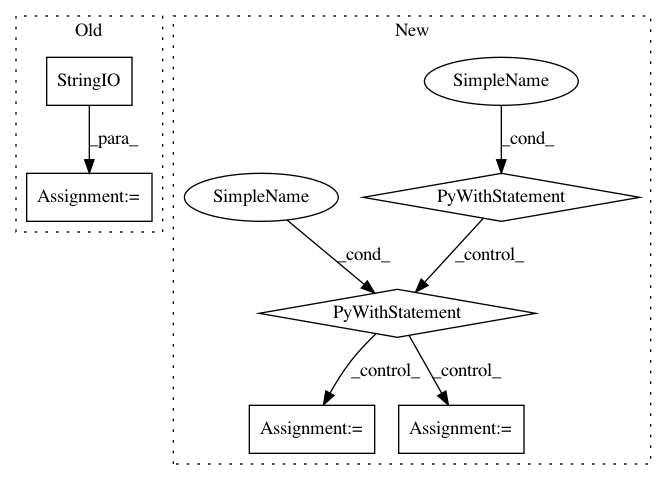 Old
New
StringIO
SimpleName
_para_
_cond_
Assignment:=
SimpleName
PyWithStatement
_cond_
_control_
PyWithStatement
_control_
_control_
Assignment:=
Assignment:=